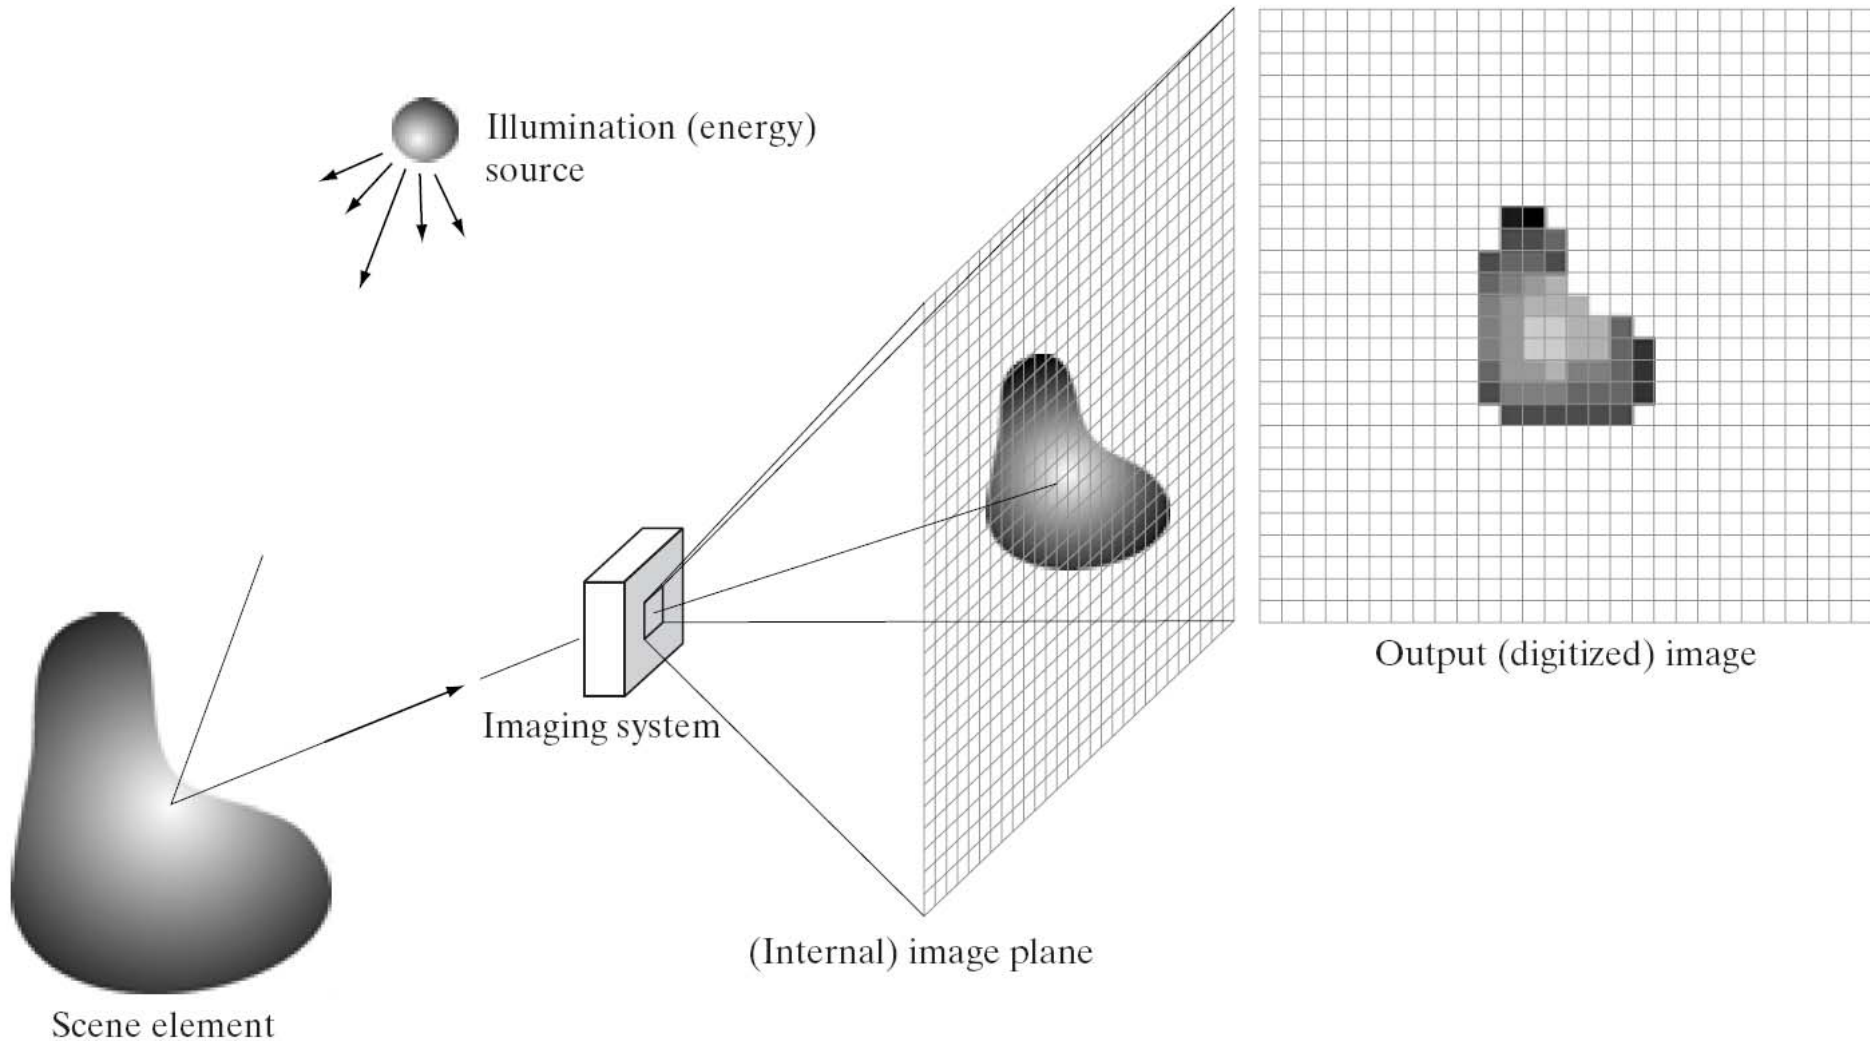 Illumination (energy)
source
Output (digitized) image
Imaging system
(Internal) image plane
Scene element